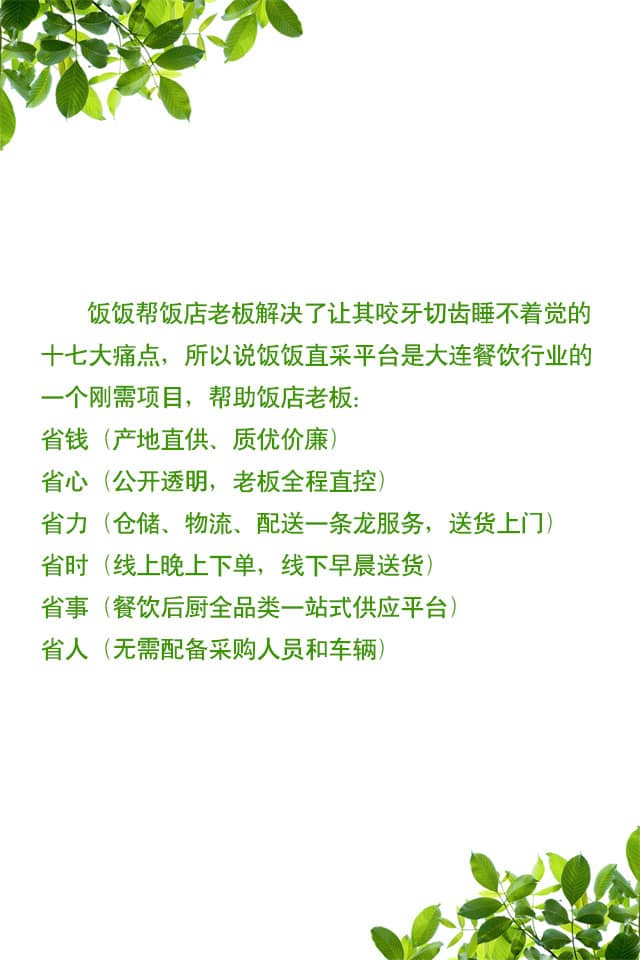 饭饭帮饭店老板解决了让其咬牙切齿睡不着觉的
十七大痛点，所以说饭饭直采平台是大连餐饮行业的
一个刚需项目，帮助饭店老板：
省钱（产地直供、质优价廉）
省心（公开透明，老板全程直控）
省力（仓储、物流、配送一条龙服务，送货上门）
省时（线上晚上下单，线下早晨送货）
省事（餐饮后厨全品类一站式供应平台）
省人（无需配备采购人员和车辆）